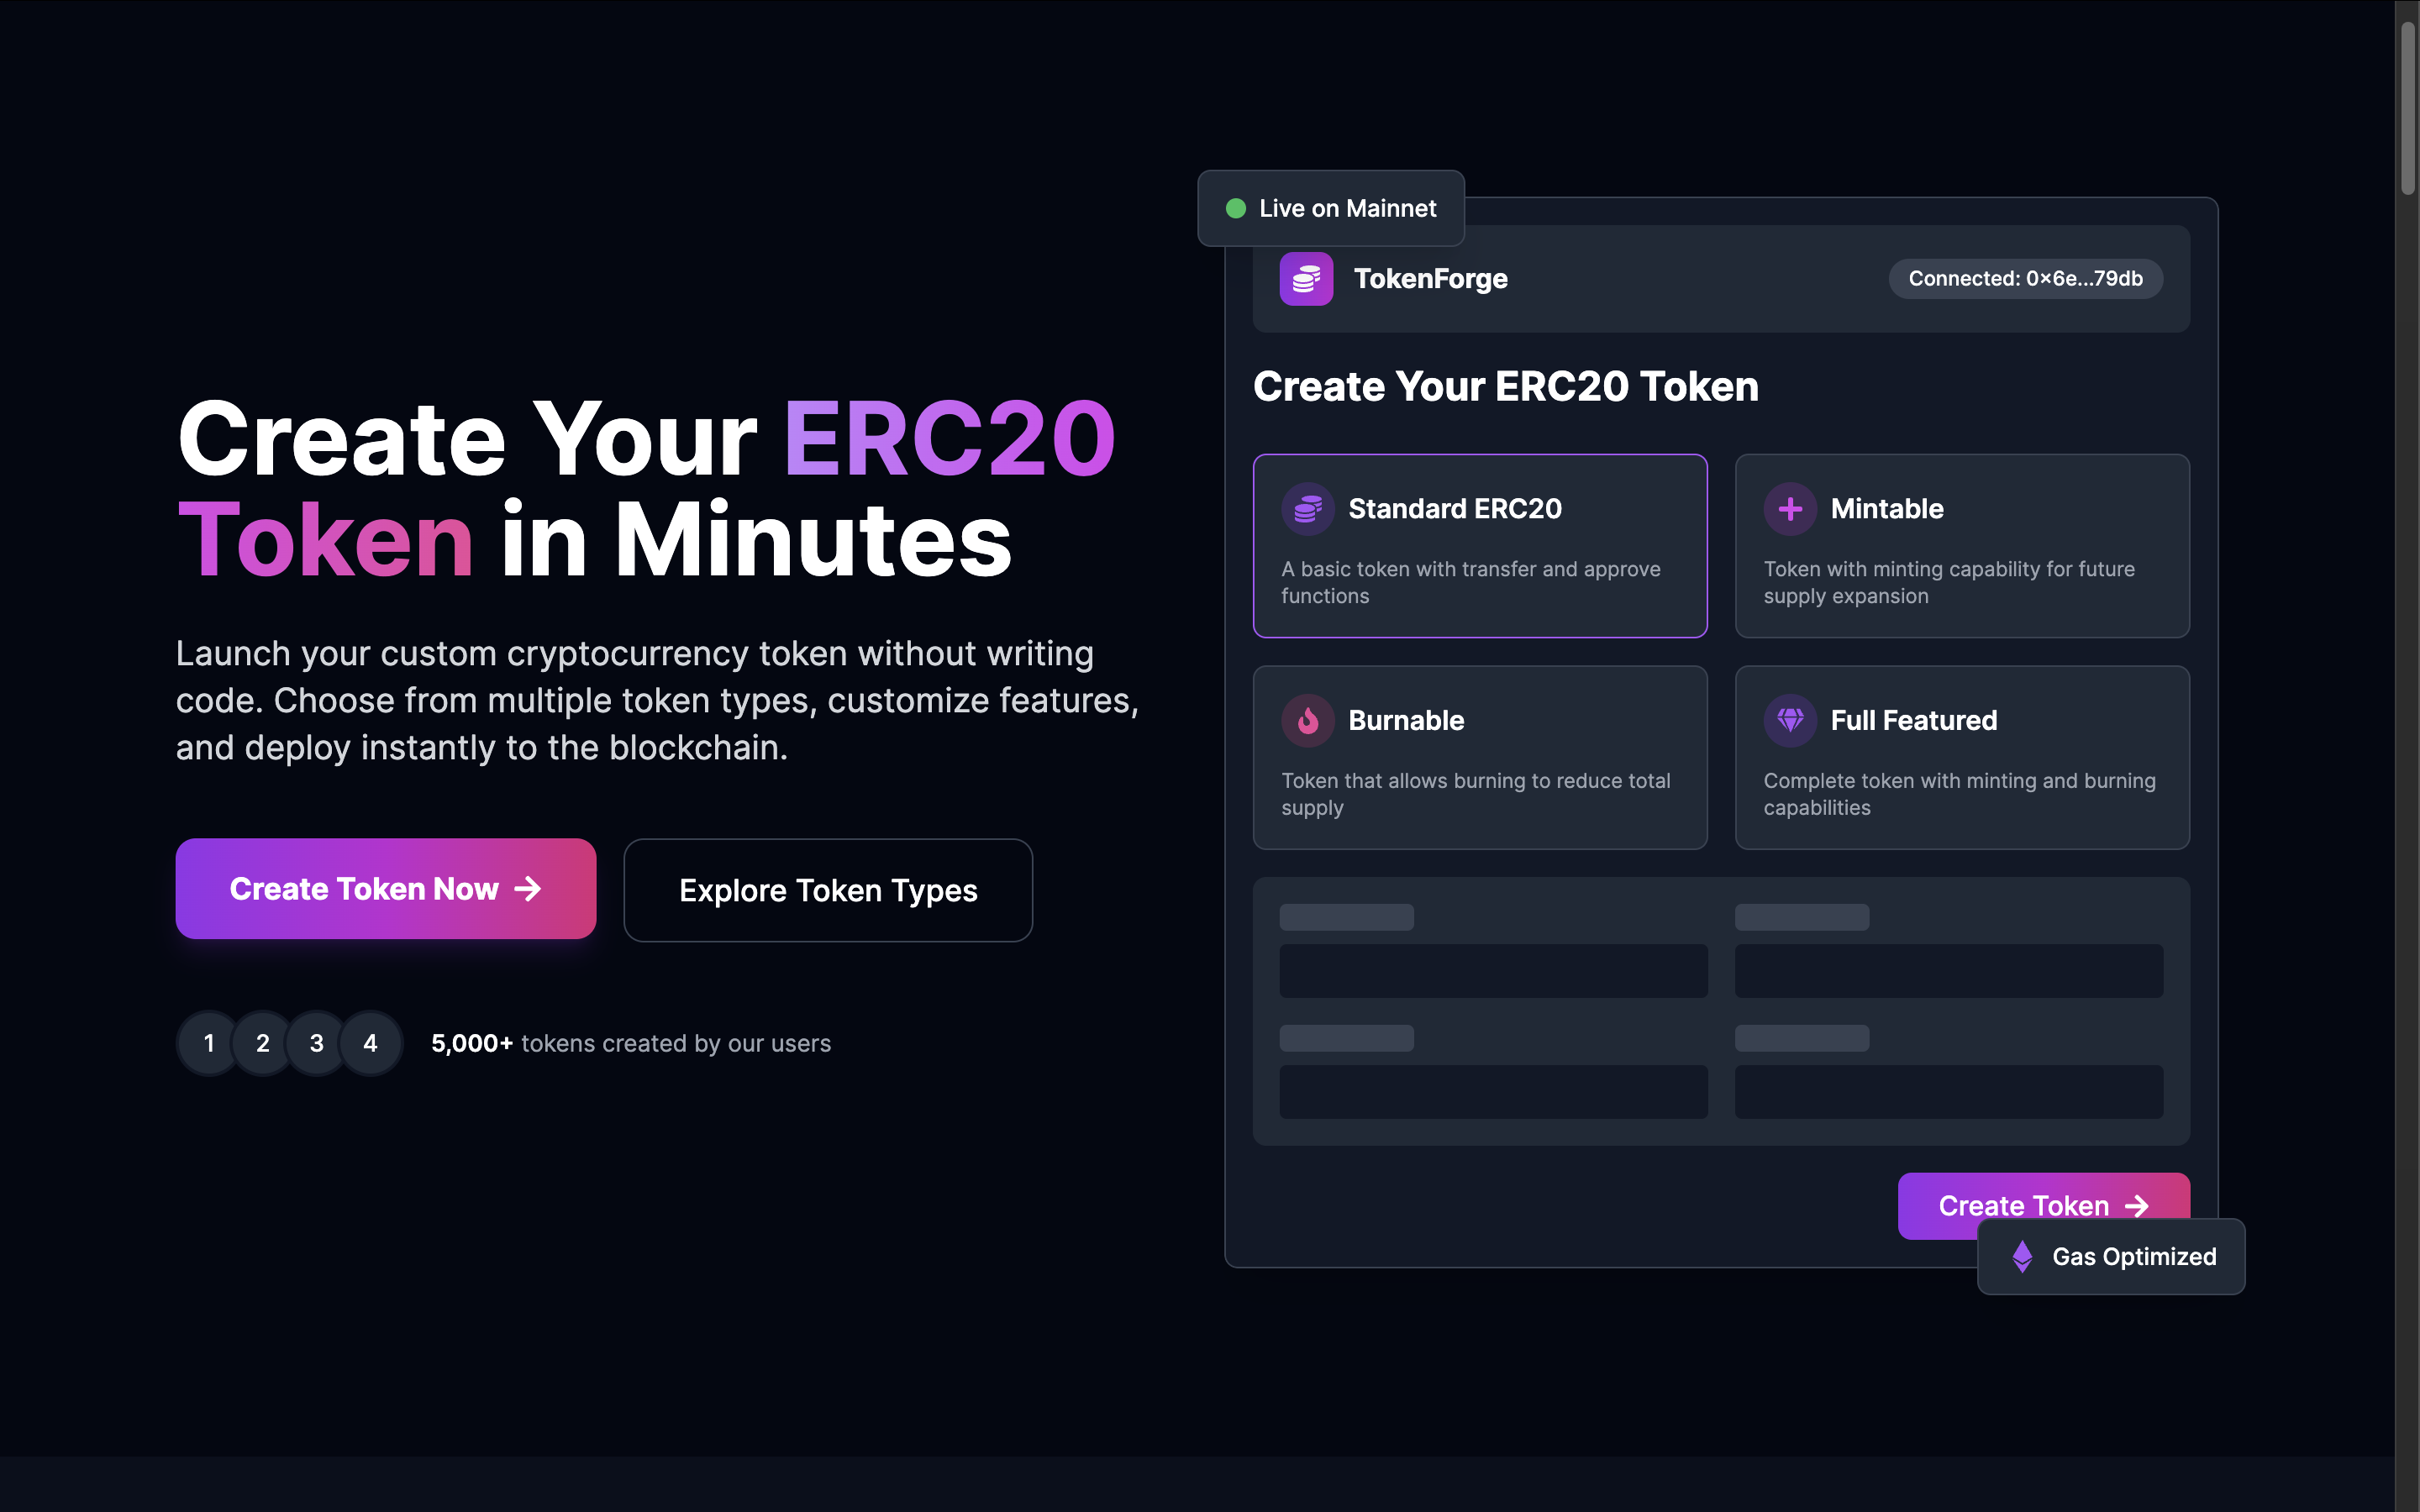 Create Your ERC20
Token in Minutes
Launch your custom cryptocurrency token without writing
code. Choose from multiple token types, customize features,
and deploy instantly to the blockchain.
Create Token Now
Explore Token Types
1 2 3 4
5,000+ tokens created by our users
Live on Mainnet
TokenForge
Connected: 0×6e...79db
Create Your ERC20 Token
Standard ERC20
A basic token with transfer and approve
functions
Mintable
Token with minting capability for future
supply expansion
Burnable
Token that allows burning to reduce total
supply
Full Featured
Complete token with minting and burning
capabilities
Create Token
Gas Optimized